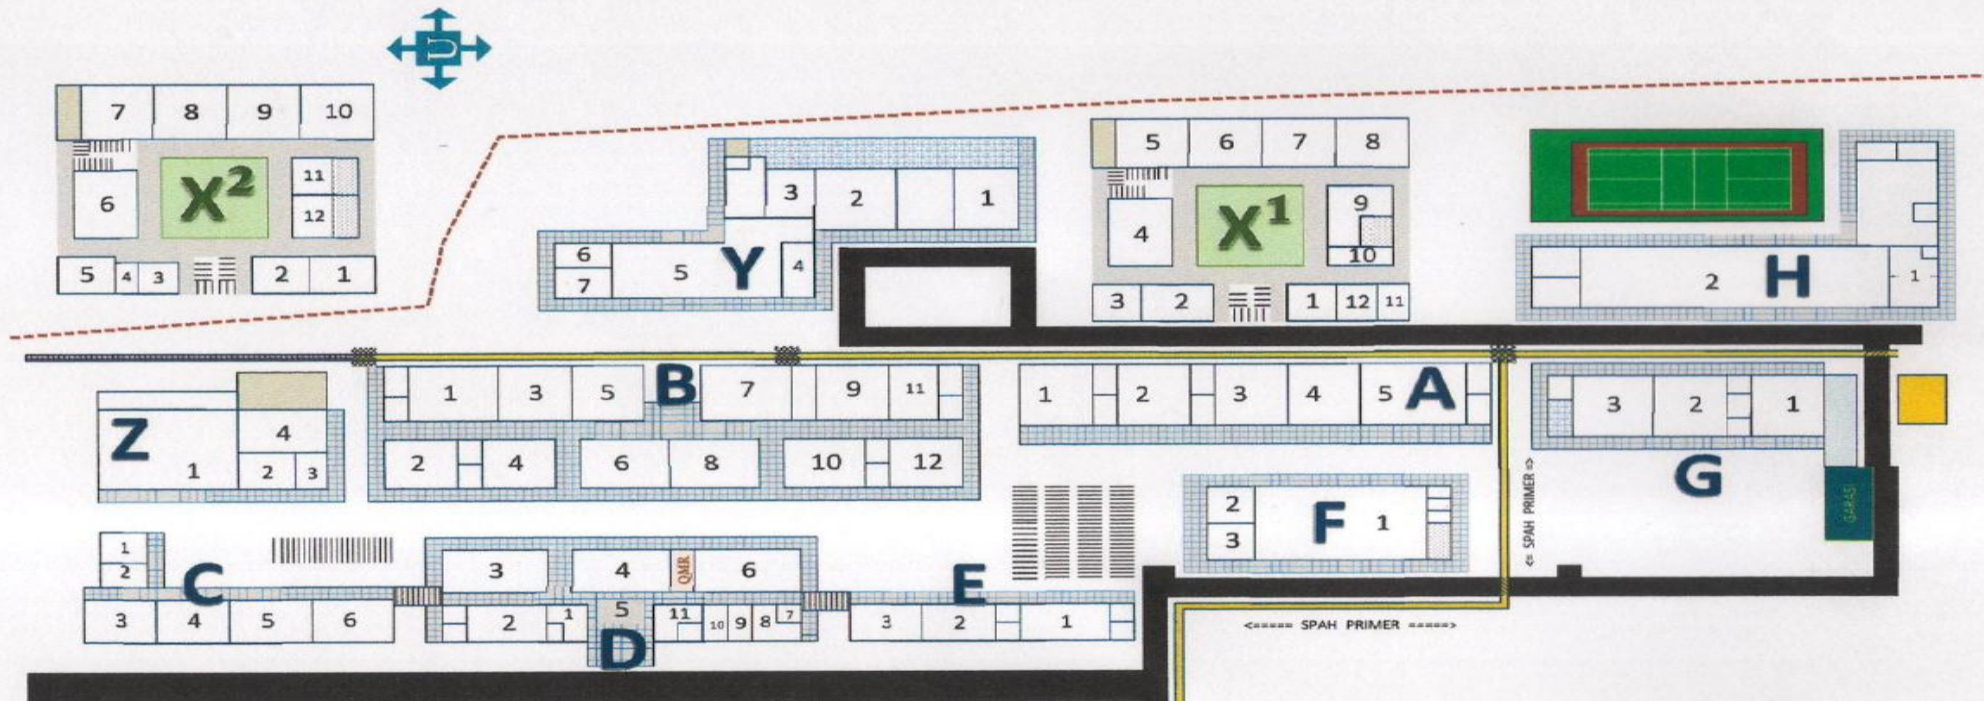 U
7 8 9 10
6 X² 11
12
5 4 3 2 1
3 2 1
6 5 Y 4
7
5 6 7 8
4 X¹ 9
10
3 2 1 12 11
2 H 1
Z 4
1 2 3
1 3 5 B 7 9 11
2 4 6 8 10 12
1 2 3 4 5 A
3 2 1
G
GARASI
2 F 1
3
<= SPAH PRIMER =>
<===== SPAH PRIMER =====>
1
2 C
3 4 5 6
3 4 QMR 6
2 1 5 11 10 9 8 7
D
E
3 2 1